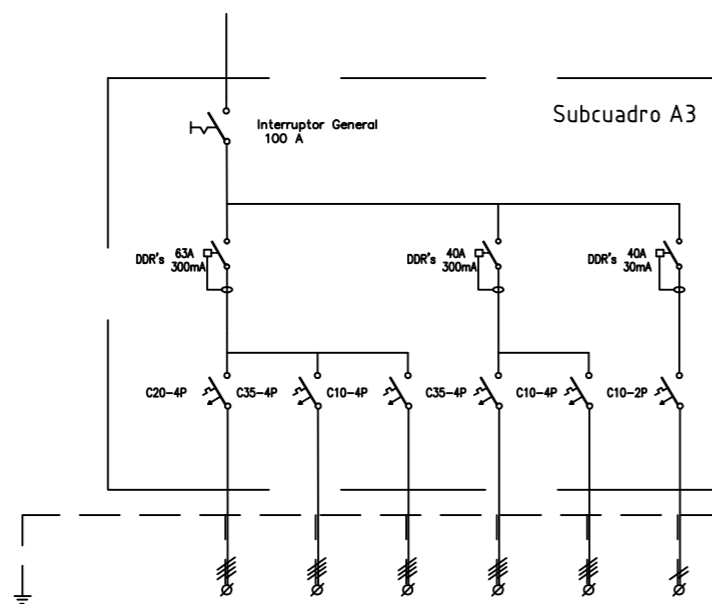 Subcuadro A3
Interruptor General
100 A
DDR's 63A
300mA
DDR's 40A
300mA
DDR's 40A
30mA
C20-4P
C35-4P
C10-4P
C35-4P
C10-4P
C10-2P